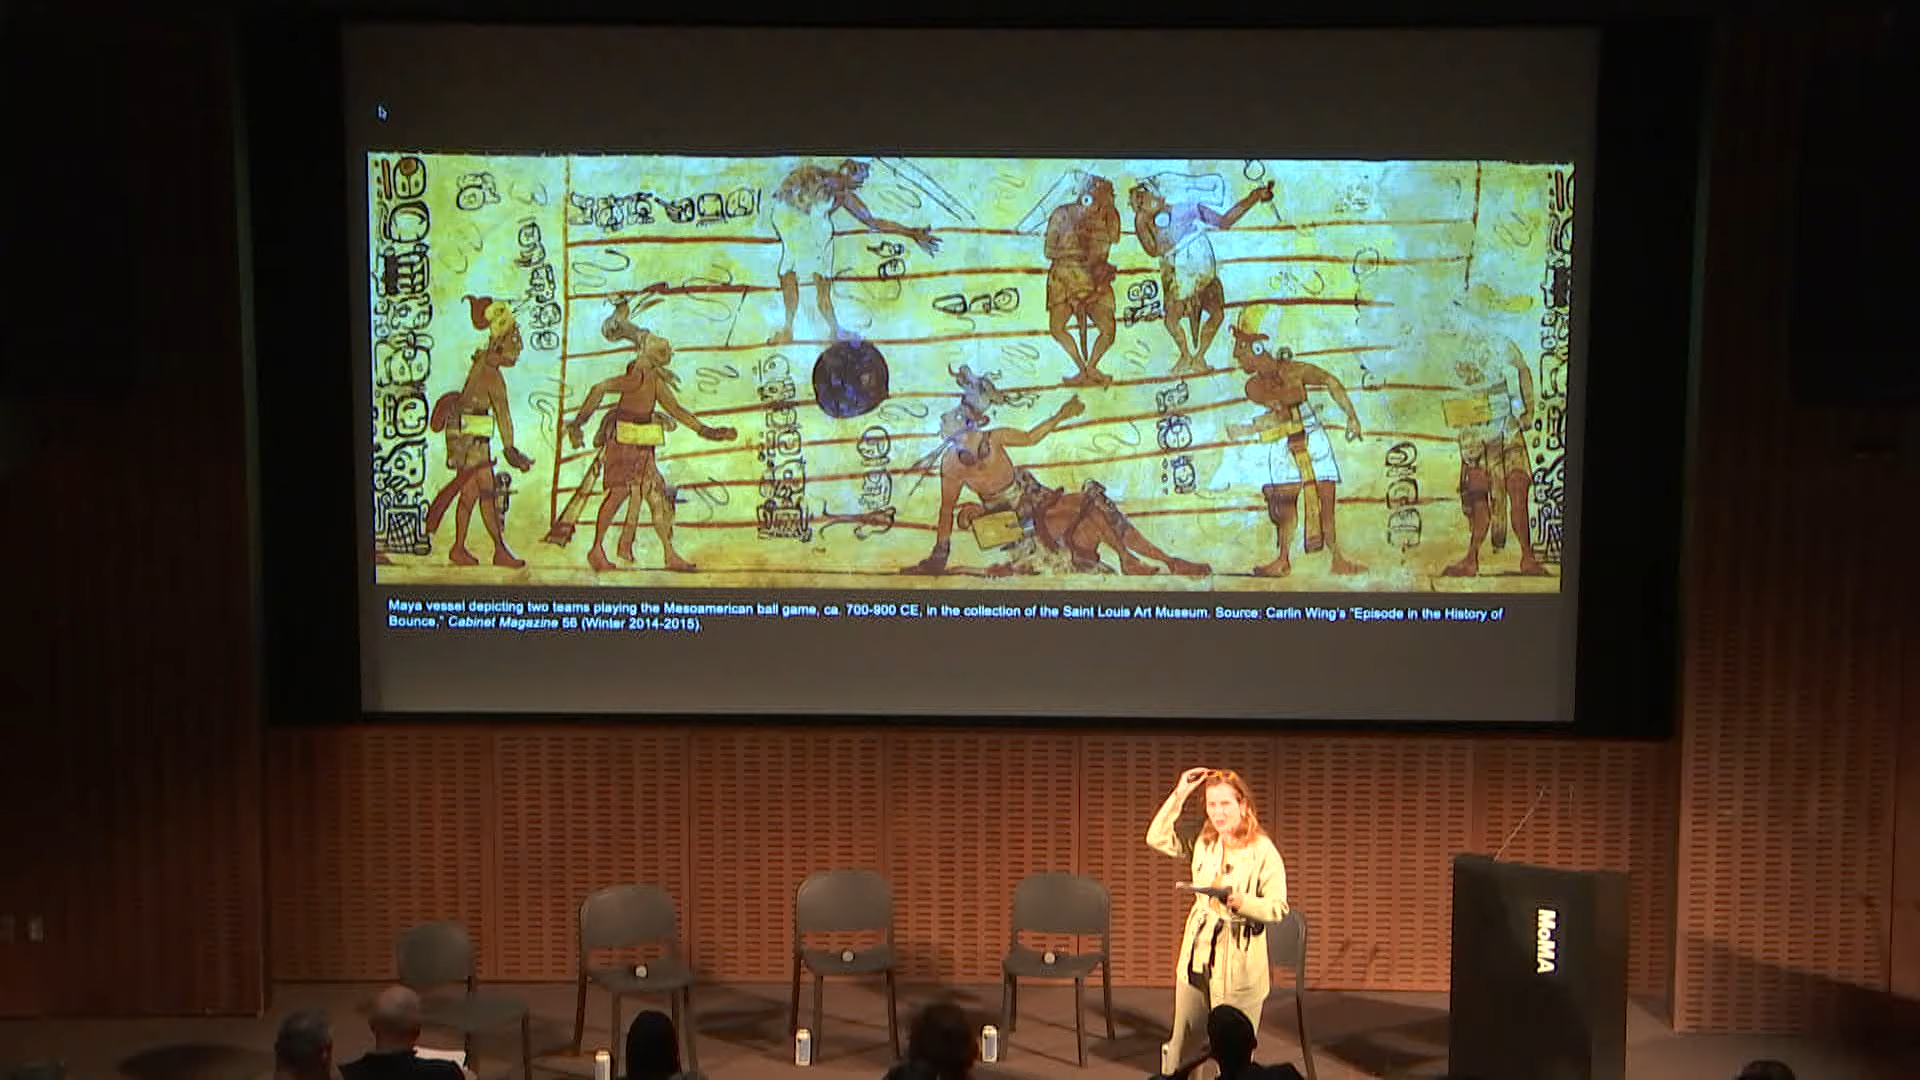 Maya vessel depicting two teams playing the Mesoamerican ball game, ca. 700-900 CE, in the collection of the Saint Louis Art Museum. Source: Carlin Wing's "Episode in the History of
Bounce," Cabinet Magazine 56 (Winter 2014-2015).
MoMA